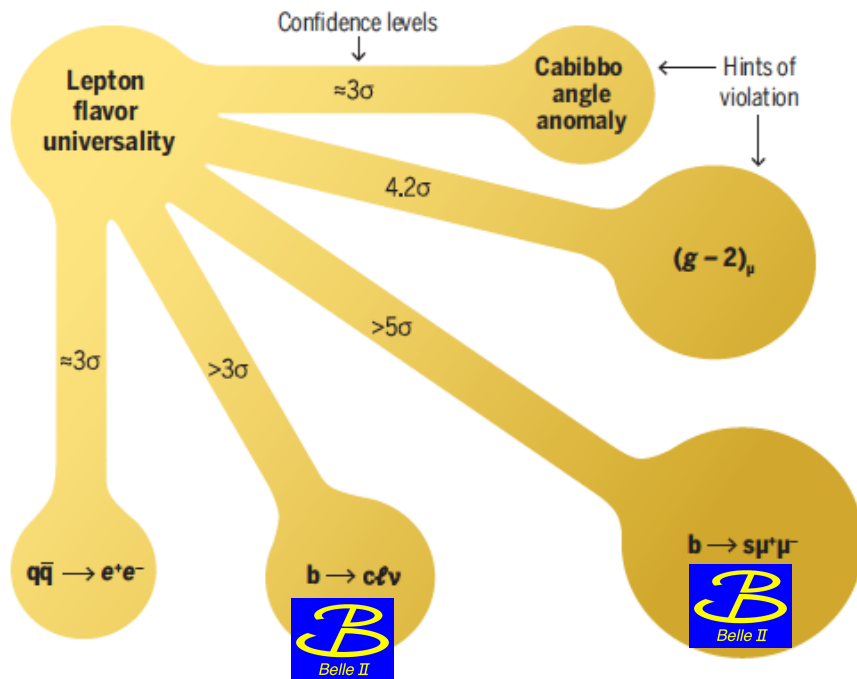 Confidence levels
Lepton
flavor
universality
≈3σ
Cabibbo
angle
anomaly
Hints of
violation
4.2σ
(g – 2)μ
>5σ
≈3σ
>3σ
qq̅ → e⁺e⁻
b → cℓν
b → sμ⁺μ⁻
B
Belle II
B
Belle II